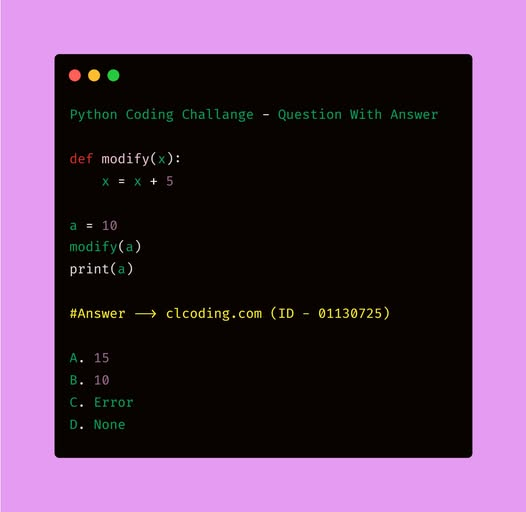 Python Coding Challange - Question With Answer
def modify(x):
    x = x + 5
a = 10
modify(a)
print(a)
#Answer --> clcoding.com (ID - 01130725)
A. 15
B. 10
C. Error
D. None